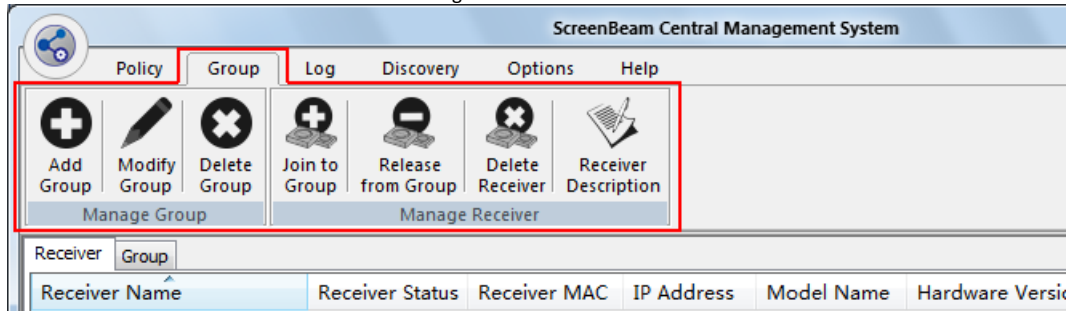 ScreenBeam Central Management System
Policy Group Log Discovery Options Help
Add Group Modify Group Delete Group Join to Group Release from Group Delete Receiver Receiver Description
Manage Group Manage Receiver
Receiver Group
Receiver Name Receiver Status Receiver MAC IP Address Model Name Hardware Versic